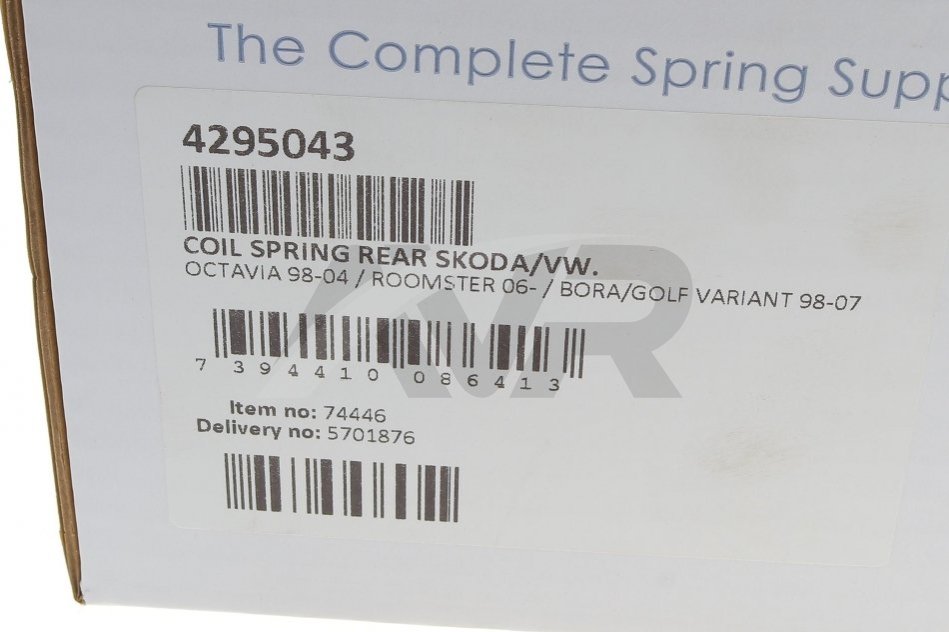 The Complete Spring Supp
4295043
COIL SPRING REAR SKODA/VW.
OCTAVIA 98-04 / ROOMSTER 06- / BORA/GOLF VARIANT 98-07
7 394410 086413
Item no: 74446
Delivery no: 5701876
AVR